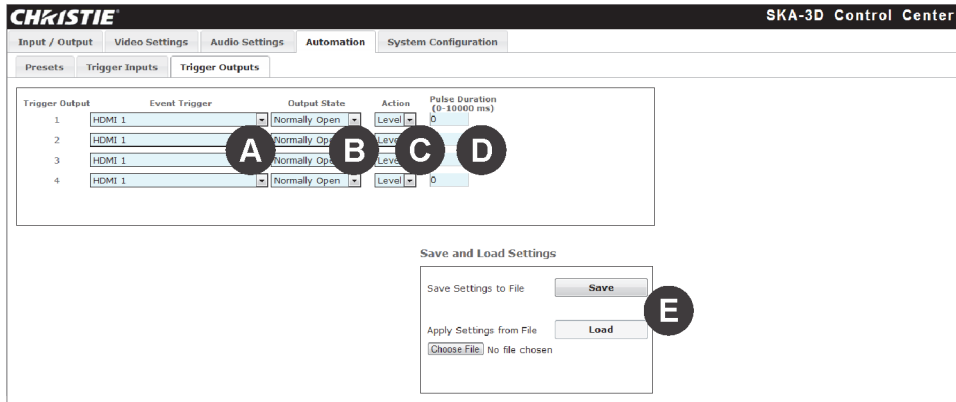 CHRISTIE® SKA-3D Control Center
Input / Output Video Settings Audio Settings Automation System Configuration
Presets Trigger Inputs Trigger Outputs
Trigger Output Event Trigger Output State Action Pulse Duration (0-10000 ms)
1 HDMI 1 Normally Open Level 0
2 HDMI 1 Normally Level
3 HDMI 1 Normally
4 HDMI 1 Normally Open Level 0
A B C D
Save and Load Settings
Save Settings to File Save
E
Apply Settings from File Load
Choose File No file chosen